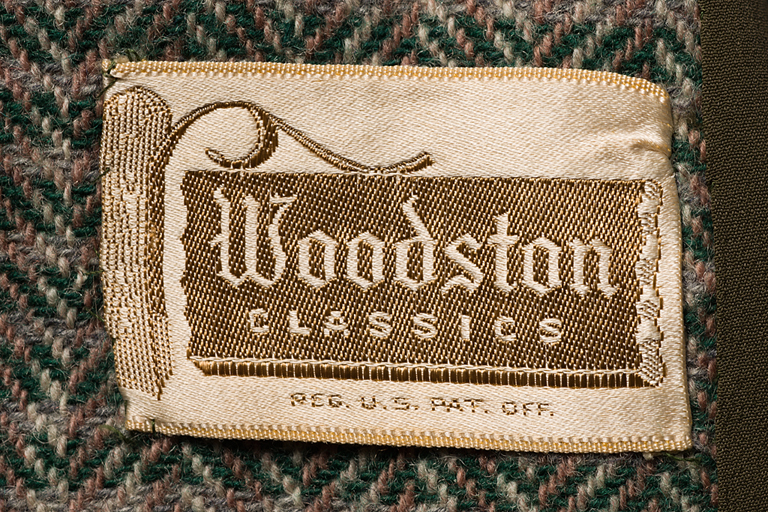 Woodston
CLASSICS
REG. U.S. PAT. OFF.